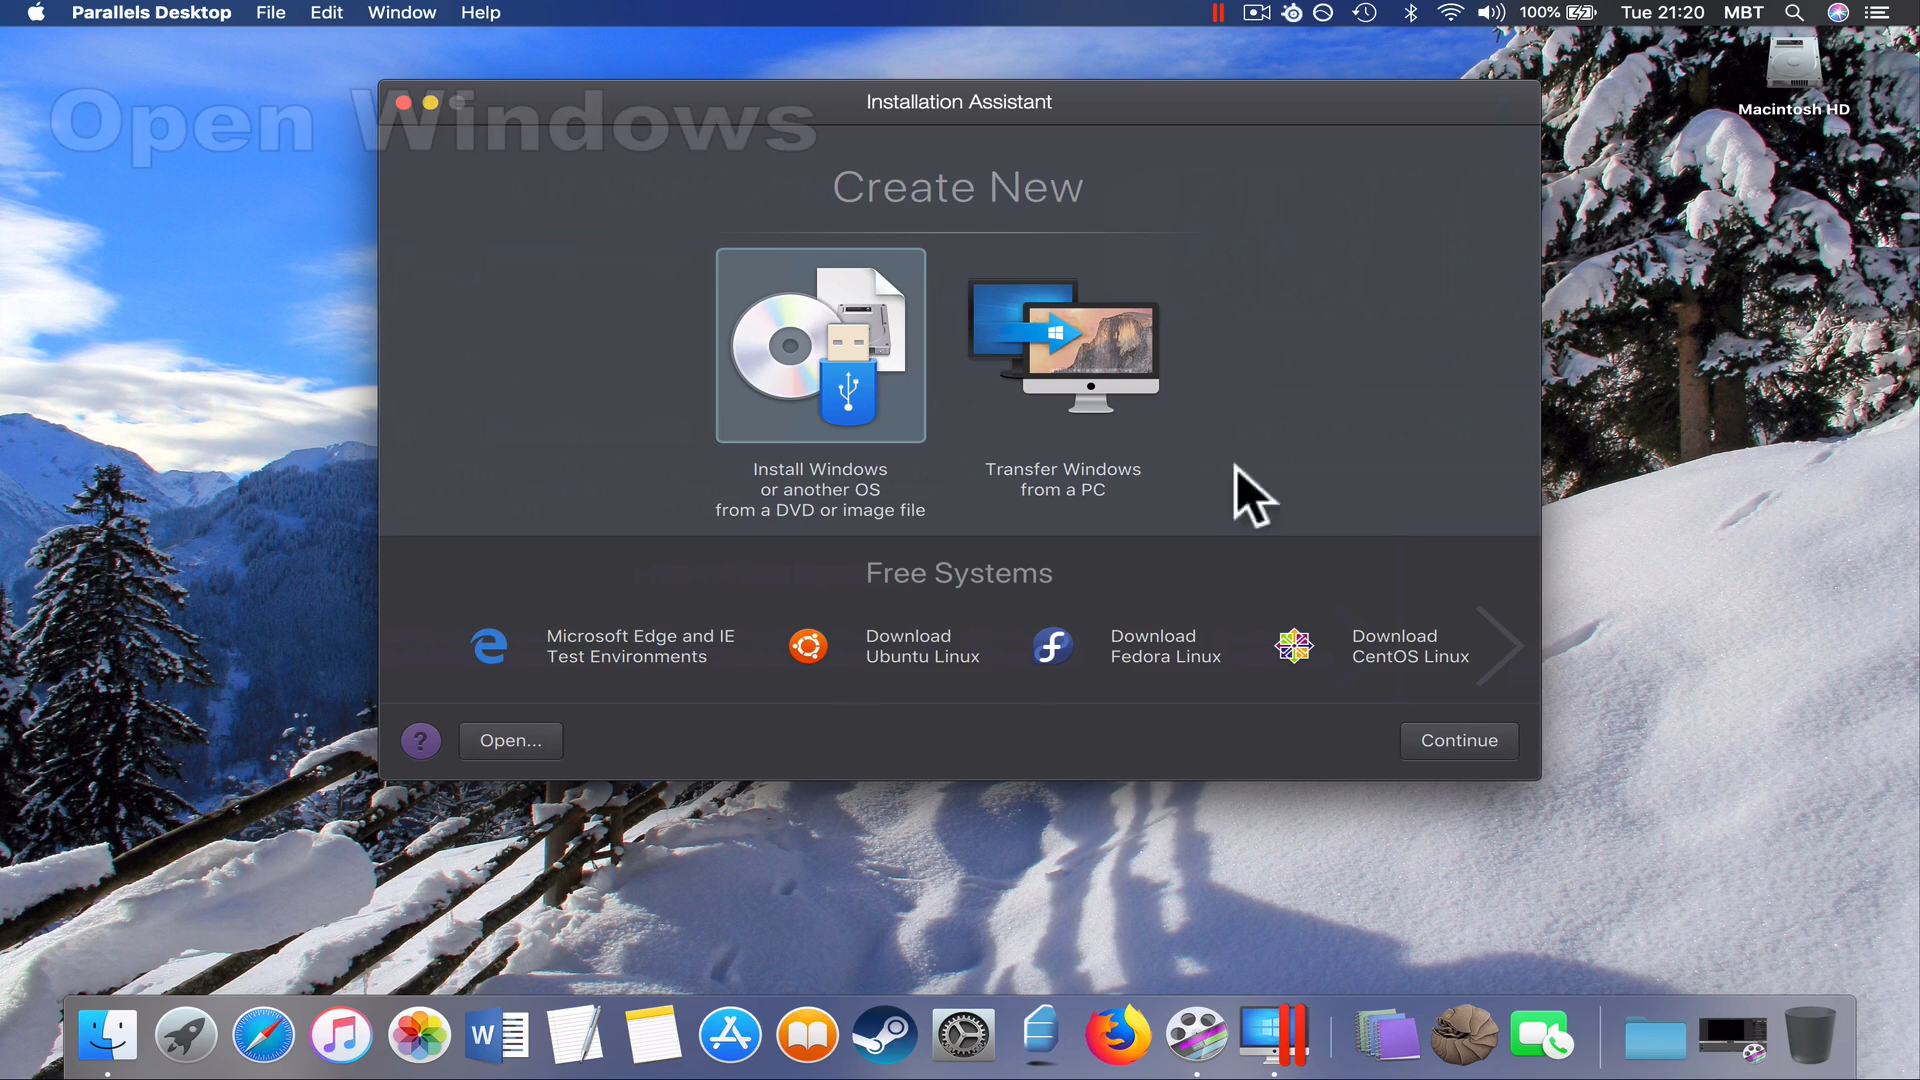 Parallels Desktop File Edit Window Help
100% Tue 21:20 MBT
Open Windows
Installation Assistant
Macintosh HD
Create New
Install Windows
or another OS
from a DVD or image file
Transfer Windows
from a PC
Free Systems
Microsoft Edge and IE
Test Environments
Download
Ubuntu Linux
Download
Fedora Linux
Download
CentOS Linux
?
Open...
Continue
W